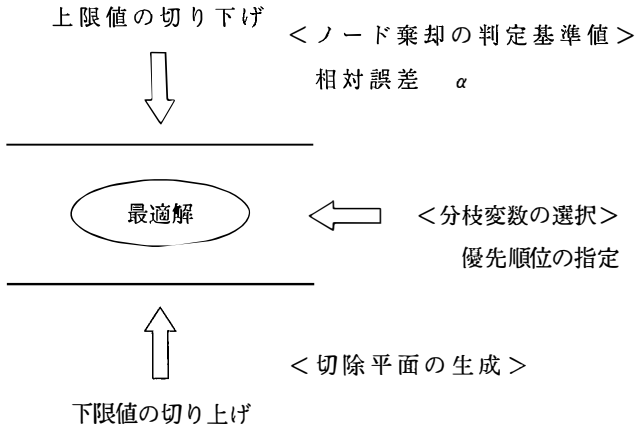 上限値の切り下げ
＜ノード棄却の判定基準値＞
相対誤差　α
最適解
＜分枝変数の選択＞
優先順位の指定
＜切除平面の生成＞
下限値の切り上げ